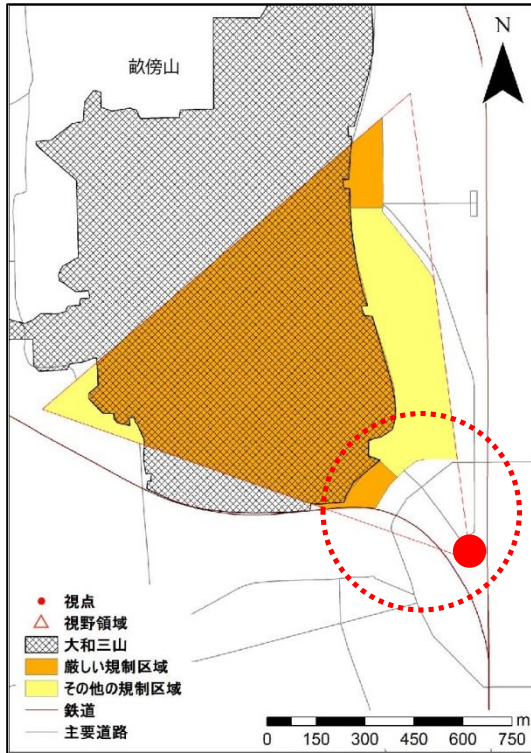 畝傍山
N
視点
視野領域
大和三山
厳しい規制区域
その他の規制区域
鉄道
主要道路
0 150 300 450 600 750
m